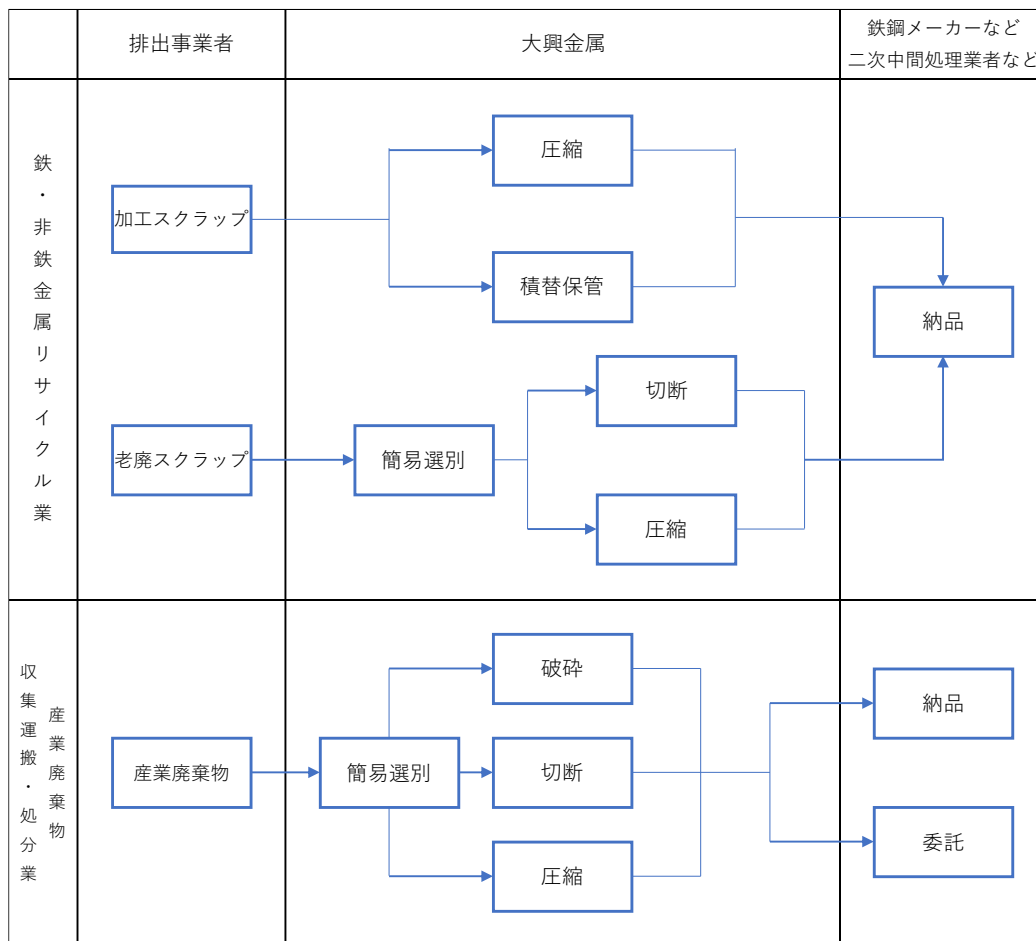 排出事業者
大興金属
鉄鋼メーカーなど
二次中間処理業者など
鉄・非鉄金属リサイクル業
加工スクラップ
圧縮
積替保管
納品
老廃スクラップ
簡易選別
切断
圧縮
産業廃棄物
収集運搬・処分業
産業廃棄物
簡易選別
破砕
切断
圧縮
納品
委託